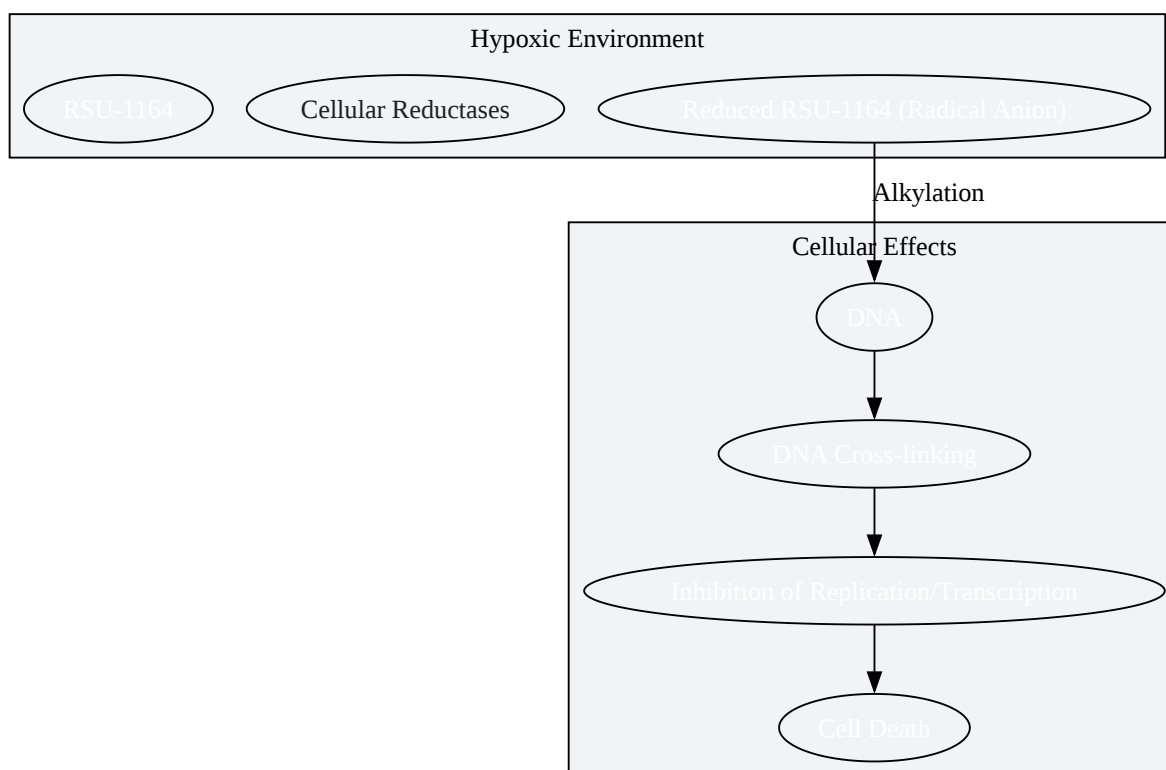 Hypoxic Environment
RSU-1164
Cellular Reductases
Reduced RSU-1164 (Radical Anion)
Alkylation
Cellular Effects
DNA
DNA Cross-linking
Inhibition of Replication/Transcription
Cell Death